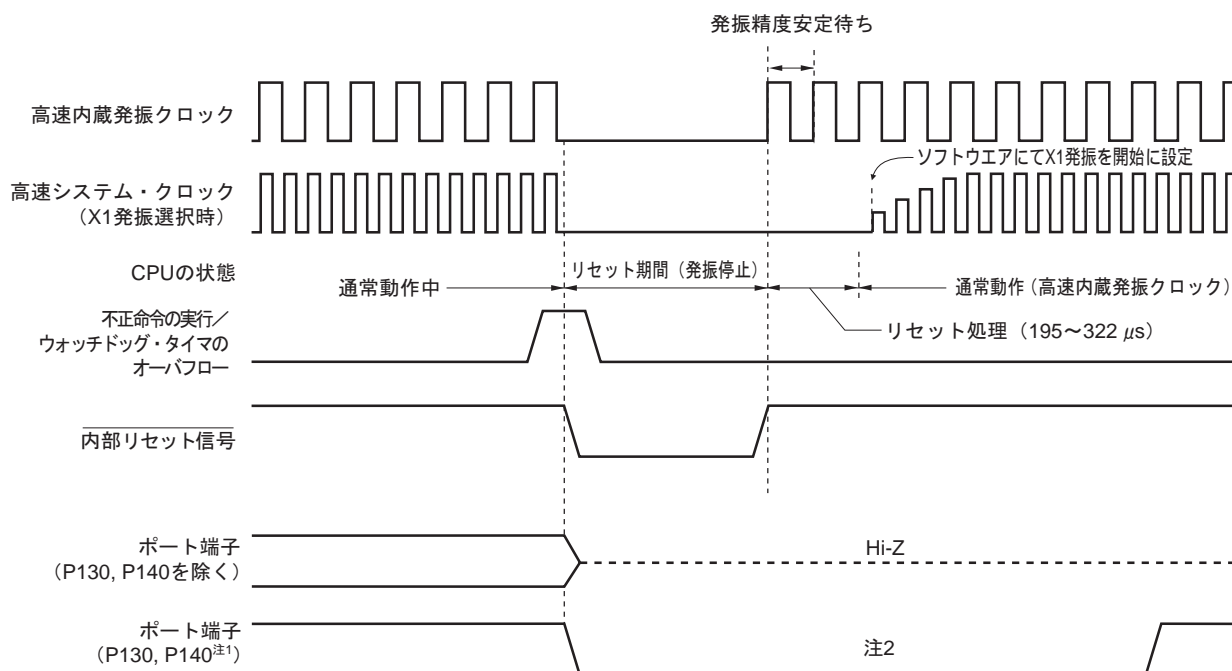 発振精度安定待ち
高速内蔵発振クロック
ソフトウエアにてX1発振を開始に設定
高速システム・クロック
（X1発振選択時）
CPUの状態
通常動作中
リセット期間（発振停止）
通常動作（高速内蔵発振クロック）
リセット処理（195～322 μs）
不正命令の実行／
ウォッチドッグ・タイマの
オーバフロー
内部リセット信号
ポート端子
（P130, P140を除く）
Hi-Z
ポート端子
（P130, P140注1）
注2